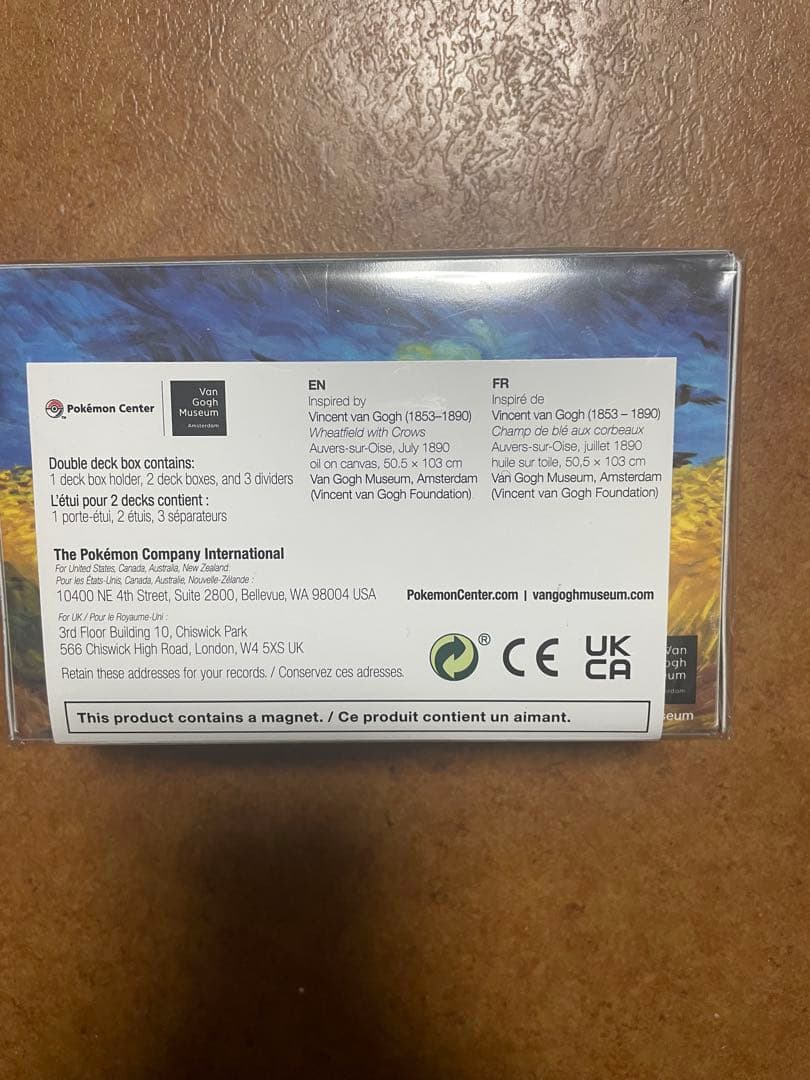 Pokémon Center
TM
Van
Gogh
Museum
Amsterdam
Double deck box contains:
1 deck box holder, 2 deck boxes, and 3 dividers
L'étui pour 2 decks contient :
1 porte-étui, 2 étuis, 3 séparateurs
EN
Inspired by
Vincent van Gogh (1853–1890)
Wheatfield with Crows
Auvers-sur-Oise, July 1890
oil on canvas, 50.5 × 103 cm
Van Gogh Museum, Amsterdam
(Vincent van Gogh Foundation)
FR
Inspiré de
Vincent van Gogh (1853 – 1890)
Champ de blé aux corbeaux
Auvers-sur-Oise, juillet 1890
huile sur toile, 50,5 × 103 cm
Van Gogh Museum, Amsterdam
(Vincent van Gogh Foundation)
The Pokémon Company International
For United States, Canada, Australia, New Zealand:
Pour les États-Unis, Canada, Australie, Nouvelle-Zélande :
10400 NE 4th Street, Suite 2800, Bellevue, WA 98004 USA
For UK / Pour le Royaume-Uni :
3rd Floor Building 10, Chiswick Park
566 Chiswick High Road, London, W4 5XS UK
Retain these addresses for your records. / Conservez ces adresses.
PokemonCenter.com | vangoghmuseum.com
® CE UK
CA
This product contains a magnet. / Ce produit contient un aimant.
Van
ogh
um
rdam
seum